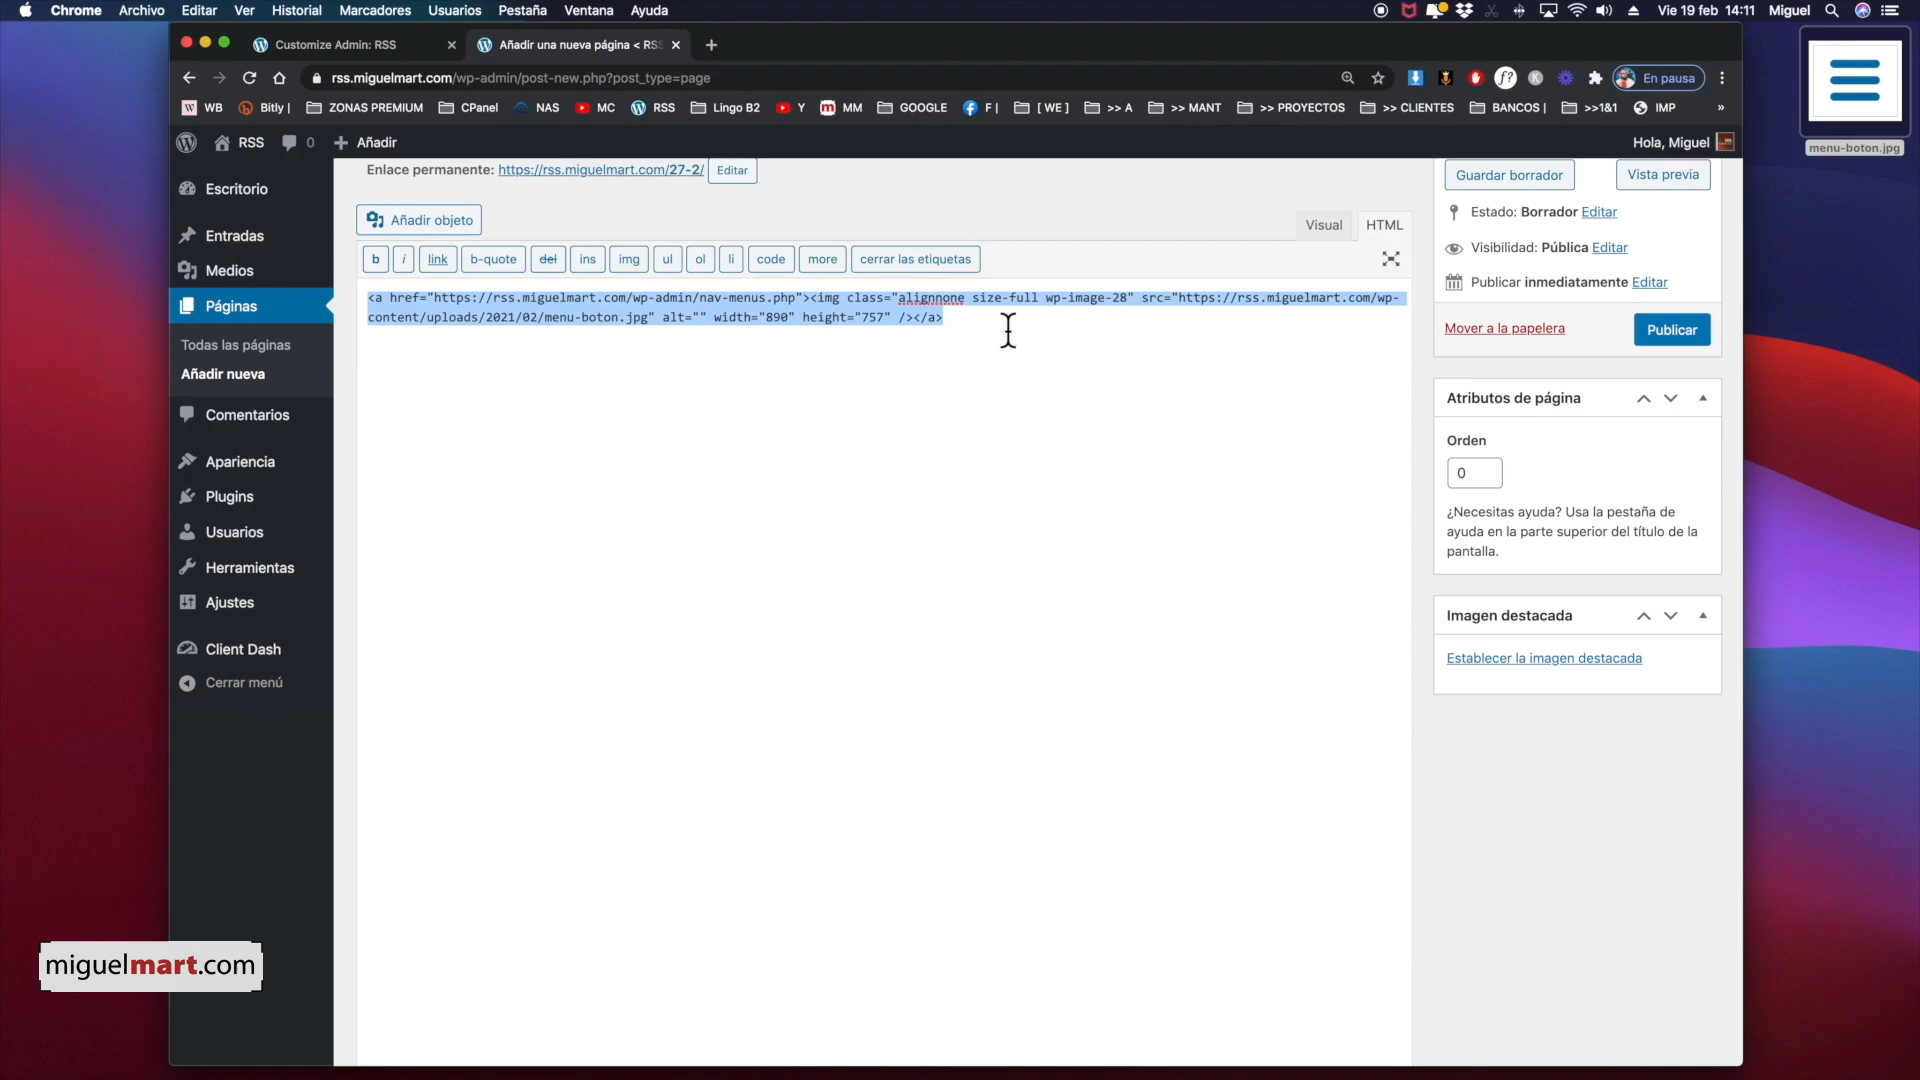 Chrome Archivo Editar Ver Historial Marcadores Usuarios Pestaña Ventana Ayuda
Vie 19 feb 14:11 Miguel
Customize Admin: RSS
Añadir una nueva página < RSS
rss.miguelmart.com/wp-admin/post-new.php?post_type=page
En pausa
WB Bitly | ZONAS PREMIUM CPanel NAS MC RSS Lingo B2 Y MM GOOGLE F | [ WE ] >> A >> MANT >> PROYECTOS >> CLIENTES BANCOS | >>1&1 IMP »
menu-boton.jpg
RSS 0 Añadir
Hola, Miguel
Escritorio
Entradas
Medios
Páginas
Todas las páginas
Añadir nueva
Comentarios
Apariencia
Plugins
Usuarios
Herramientas
Ajustes
Client Dash
Cerrar menú
Enlace permanente: https://rss.miguelmart.com/27-2/ Editar
Añadir objeto
Visual HTML
b i link b-quote del ins img ul ol li code more cerrar las etiquetas
<a href="https://rss.miguelmart.com/wp-admin/nav-menus.php"><img class="alignnone size-full wp-image-28" src="https://rss.miguelmart.com/wp-
content/uploads/2021/02/menu-boton.jpg" alt="" width="890" height="757" /></a>
Guardar borrador Vista previa
Estado: Borrador Editar
Visibilidad: Pública Editar
Publicar inmediatamente Editar
Mover a la papelera Publicar
Atributos de página
Orden
0
¿Necesitas ayuda? Usa la pestaña de
ayuda en la parte superior del título de la
pantalla.
Imagen destacada
Establecer la imagen destacada
miguelmart.com